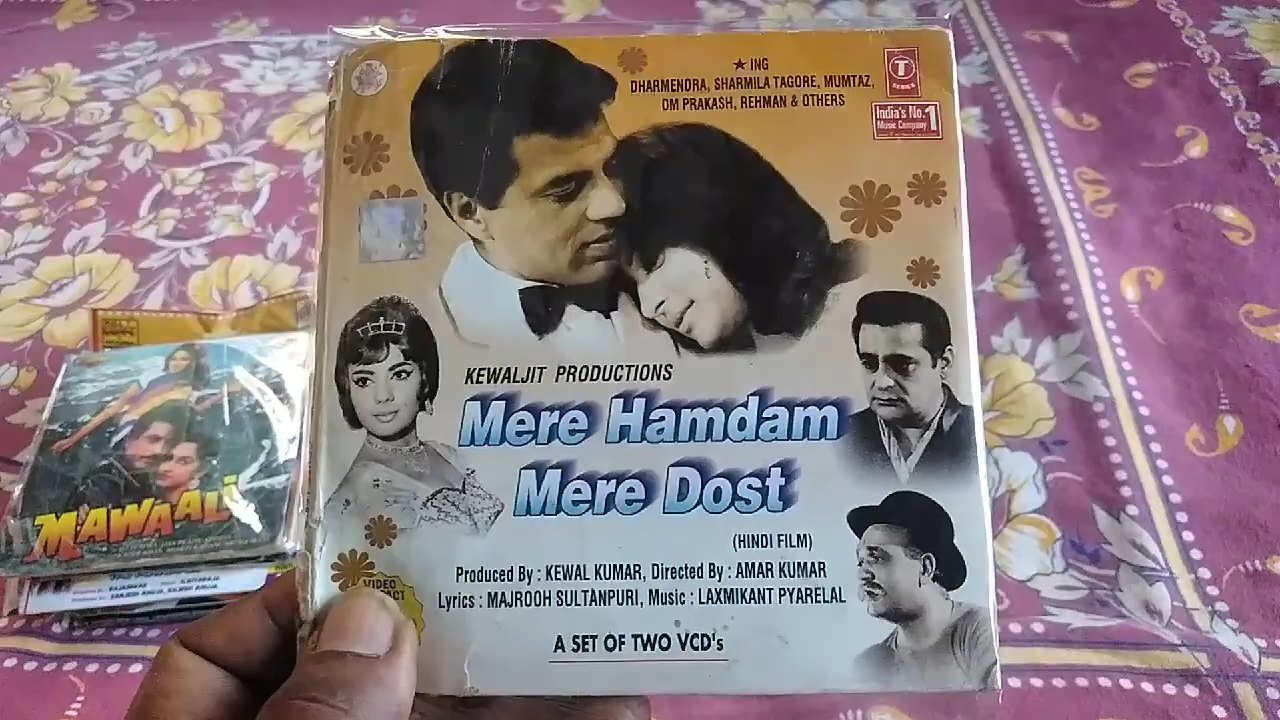 ★ ING
DHARMENDRA, SHARMILA TAGORE, MUMTAZ,
OM PRAKASH, REHMAN & OTHERS
T
SERIES
India's No.1
Music Company
KEWALJIT PRODUCTIONS
Mere Hamdam
Mere Dost
(HINDI FILM)
Produced By : KEWAL KUMAR, Directed By : AMAR KUMAR
Lyrics : MAJROOH SULTANPURI, Music : LAXMIKANT PYARELAL
A SET OF TWO VCD's
VIDEO
MAWAALI